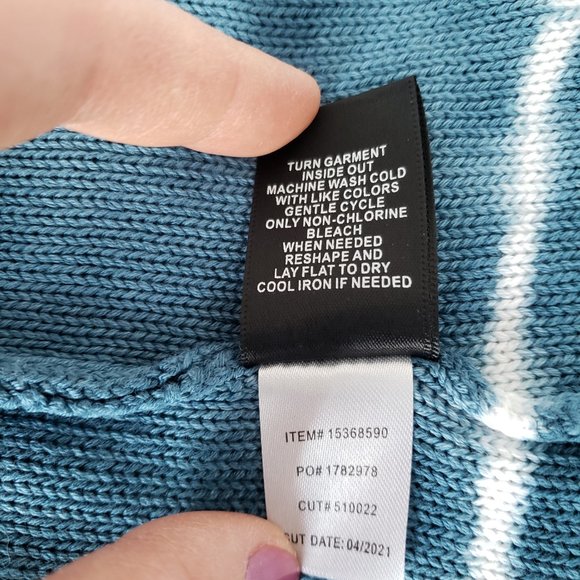 TURN GARMENT
INSIDE OUT
MACHINE WASH COLD
WITH LIKE COLORS
GENTLE CYCLE
ONLY NON-CHLORINE
BLEACH
WHEN NEEDED
RESHAPE AND
LAY FLAT TO DRY
COOL IRON IF NEEDED
ITEM# 15368590
PO# 1782978
CUT# 510022
CUT DATE: 04/2021